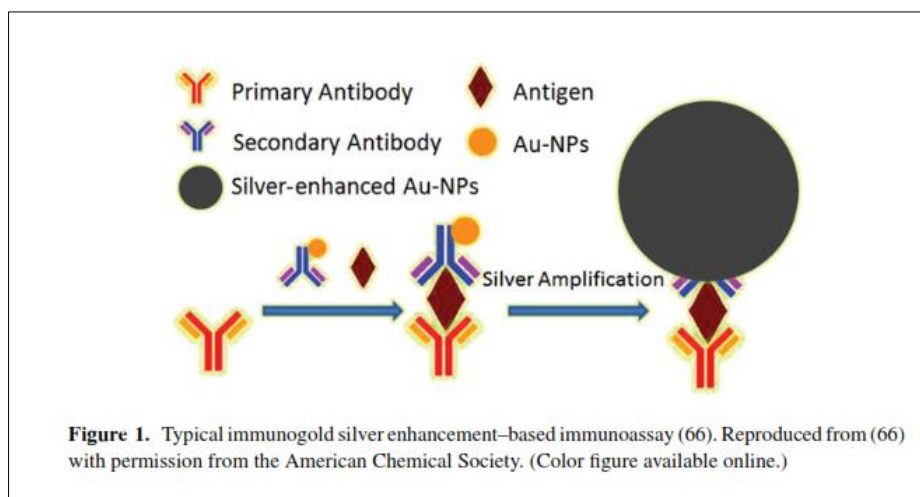 Primary Antibody
Antigen
Secondary Antibody
Au-NPs
Silver-enhanced Au-NPs
Silver Amplification
Figure 1. Typical immunogold silver enhancement–based immunoassay (66). Reproduced from (66)
with permission from the American Chemical Society. (Color figure available online.)